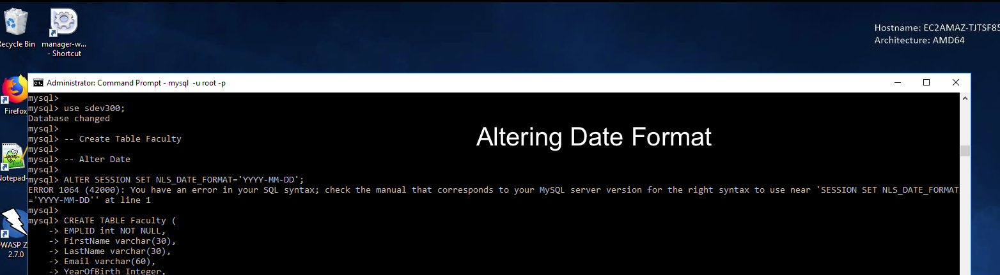 Recycle Bin
manager-w...
- Shortcut
Hostname: EC2AMAZ-TJTSF85
Architecture: AMD64
Firefox
Notepad-
OWASP Z
2.7.0
Administrator: Command Prompt - mysql -u root -p
mysql>
mysql> use sdev300;
Database changed
mysql>
mysql> -- Create Table Faculty
mysql>
mysql> -- Alter Date
mysql>
mysql> ALTER SESSION SET NLS_DATE_FORMAT='YYYY-MM-DD';
ERROR 1064 (42000): You have an error in your SQL syntax; check the manual that corresponds to your MySQL server version for the right syntax to use near 'SESSION SET NLS_DATE_FORMAT
='YYYY-MM-DD'' at line 1
mysql>
mysql> CREATE TABLE Faculty (
-> EMPLID int NOT NULL,
-> FirstName varchar(30),
-> LastName varchar(30),
-> Email varchar(60),
-> YearOfBirth Integer,
Altering Date Format